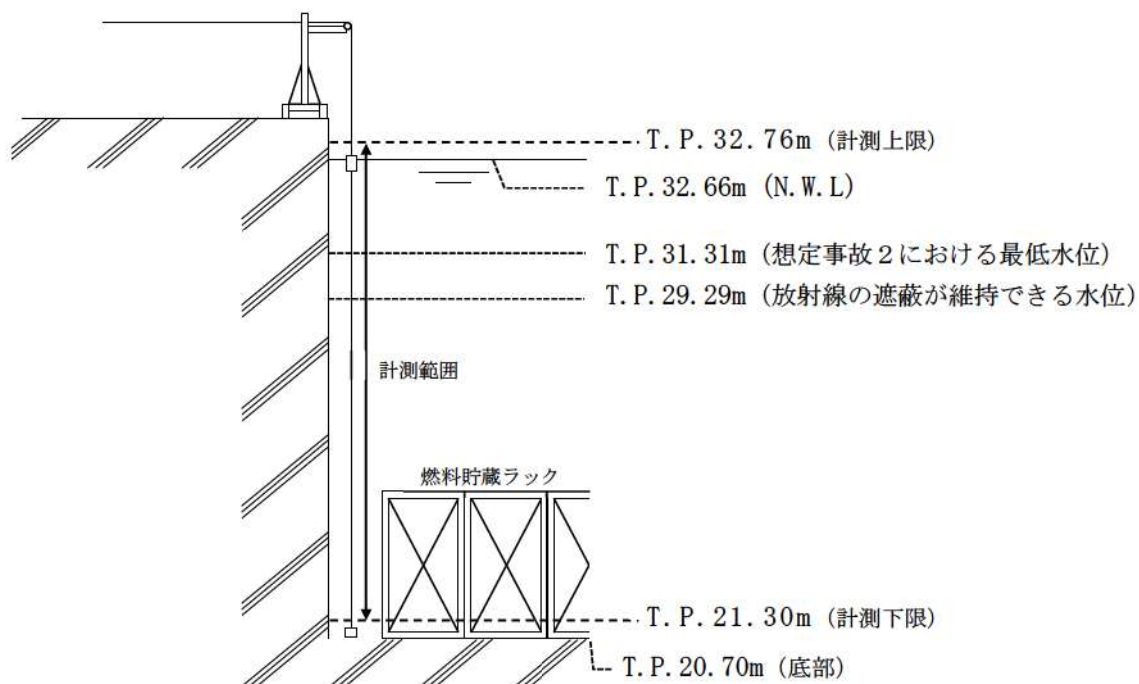 T.P.32.76m (計測上限)
T.P.32.66m (N.W.L)
T.P.31.31m (想定事故2における最低水位)
T.P.29.29m (放射線の遮蔽が維持できる水位)
計測範囲
燃料貯蔵ラック
T.P.21.30m (計測下限)
T.P.20.70m (底部)